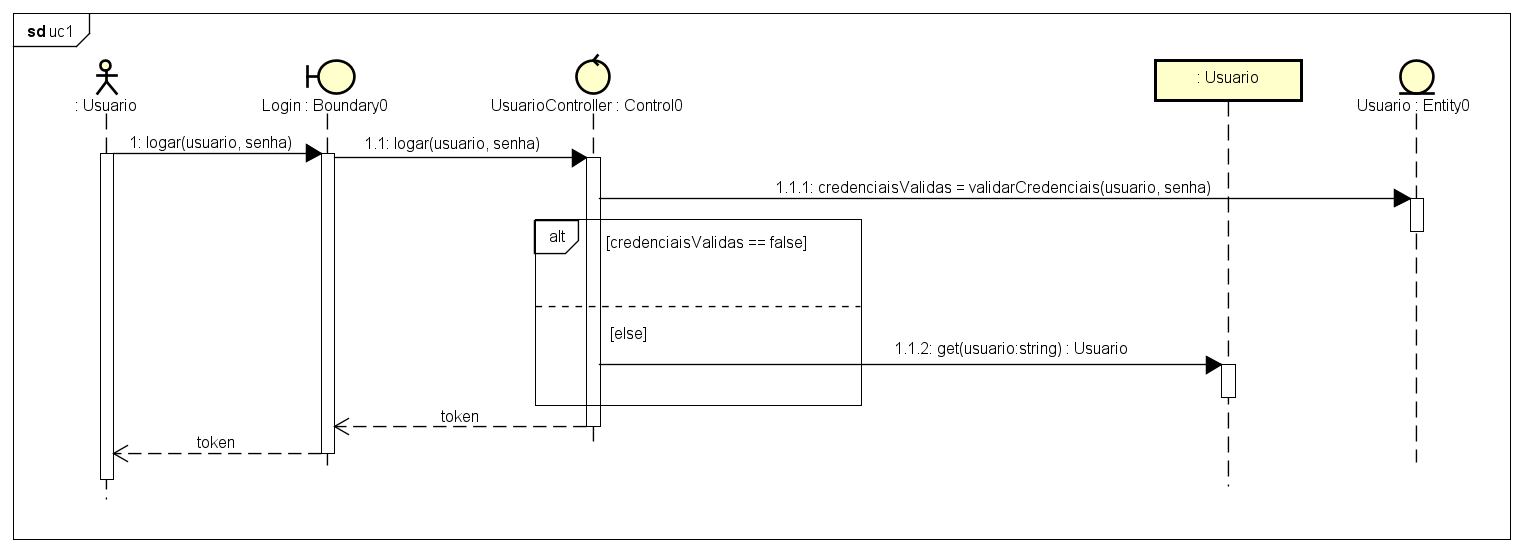 sd uc1
: Usuario
Login : Boundary0
UsuarioController : Control0
: Usuario
Usuario : Entity0
1: logar(usuario, senha)
1.1: logar(usuario, senha)
1.1.1: credenciaisValidas = validarCredenciais(usuario, senha)
alt
[credenciaisValidas == false]
[else]
1.1.2: get(usuario:string) : Usuario
token
token